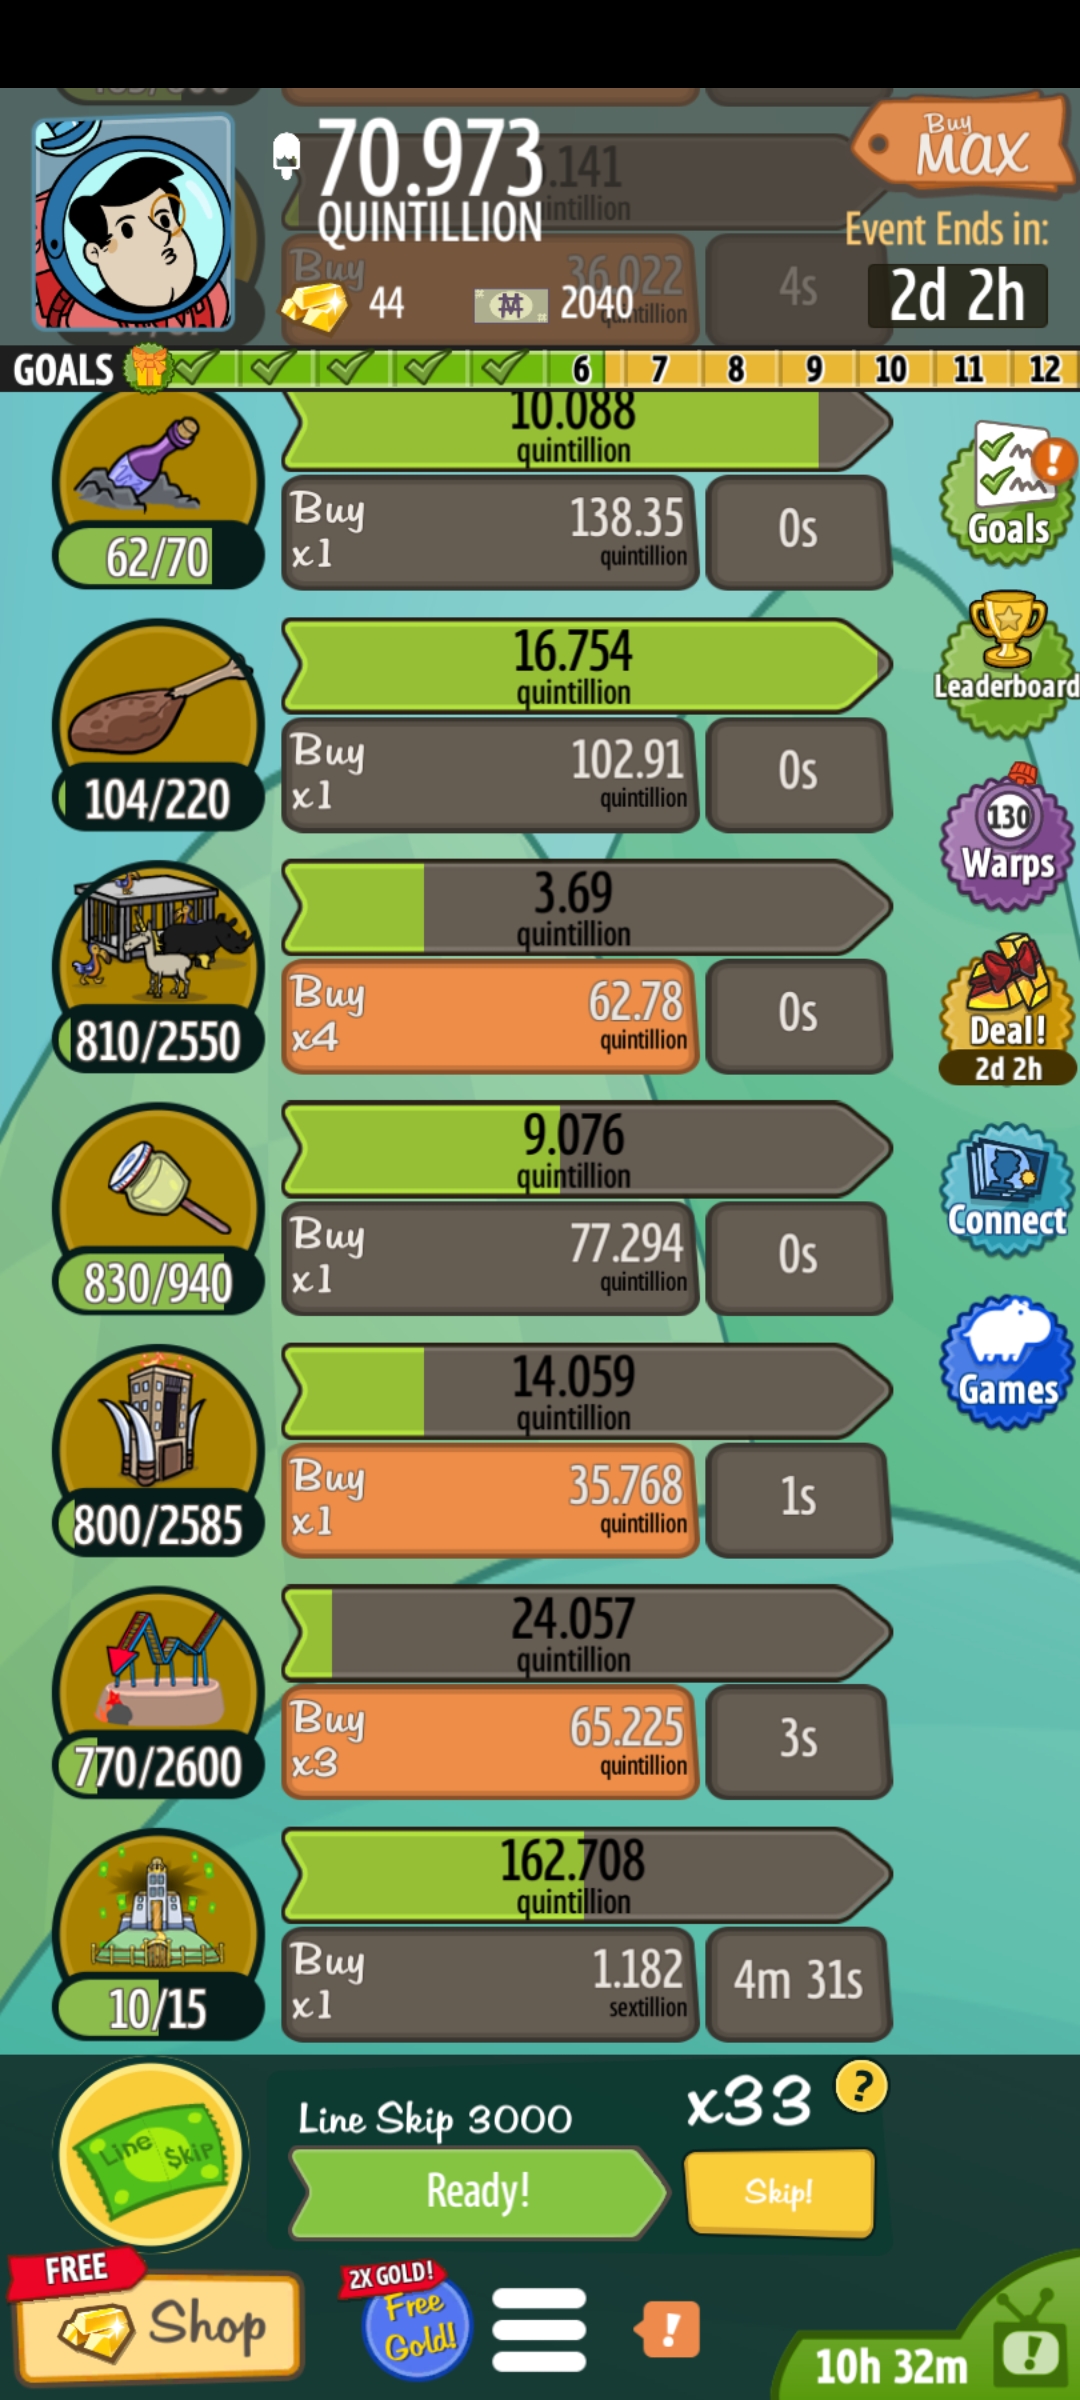 70.973
QUINTILLION
Buy
MAX
Event Ends in:
2d 2h
44
2040
.141
Buy
36.022
4s
GOALS
6 7 8 9 10 11 12
10.088
quintillion
Buy
x1
138.35
quintillion
0s
62/70
Goals
16.754
quintillion
Buy
x1
102.91
quintillion
0s
104/220
Leaderboard
130
Warps
3.69
quintillion
Buy
x4
62.78
quintillion
0s
810/2550
Deal!
2d 2h
9.076
quintillion
Buy
x1
77.294
quintillion
0s
830/940
Connect
14.059
quintillion
Buy
x1
35.768
quintillion
1s
800/2585
Games
24.057
quintillion
Buy
x3
65.225
quintillion
3s
770/2600
162.708
quintillion
Buy
x1
1.182
sextillion
4m 31s
10/15
Line $kip
Line Skip 3000
x33
?
Ready!
Skip!
FREE
Shop
2X GOLD!
Free
Gold!
!
10h 32m
!